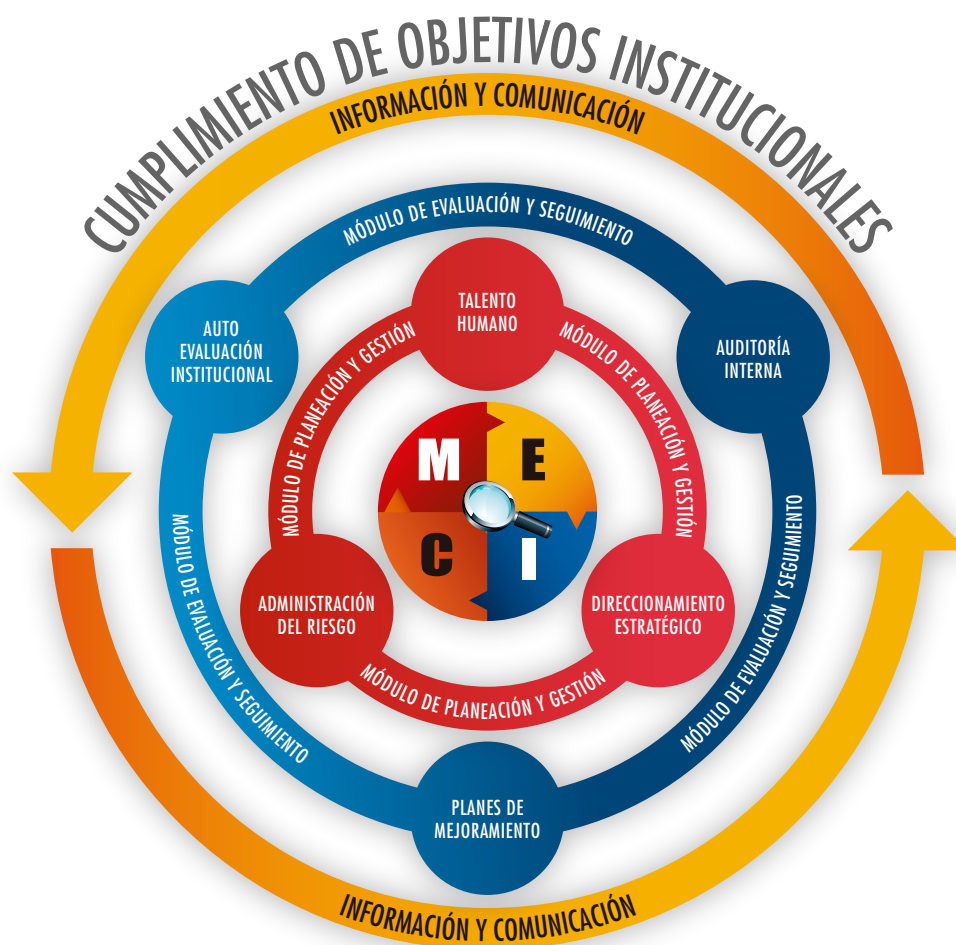 CUMPLIMIENTO DE OBJETIVOS INSTITUCIONALES
INFORMACIÓN Y COMUNICACIÓN
MÓDULO DE EVALUACIÓN Y SEGUIMIENTO
TALENTO
HUMANO
AUTO
EVALUACIÓN
INSTITUCIONAL
AUDITORÍA
INTERNA
MÓDULO DE PLANEACIÓN Y GESTIÓN
MÓDULO DE PLANEACIÓN Y GESTIÓN
M E
C I
MÓDULO DE EVALUACIÓN Y SEGUIMIENTO
MÓDULO DE EVALUACIÓN Y SEGUIMIENTO
ADMINISTRACIÓN
DEL RIESGO
DIRECCIONAMIENTO
ESTRATÉGICO
MÓDULO DE PLANEACIÓN Y GESTIÓN
PLANES DE
MEJORAMIENTO
INFORMACIÓN Y COMUNICACIÓN